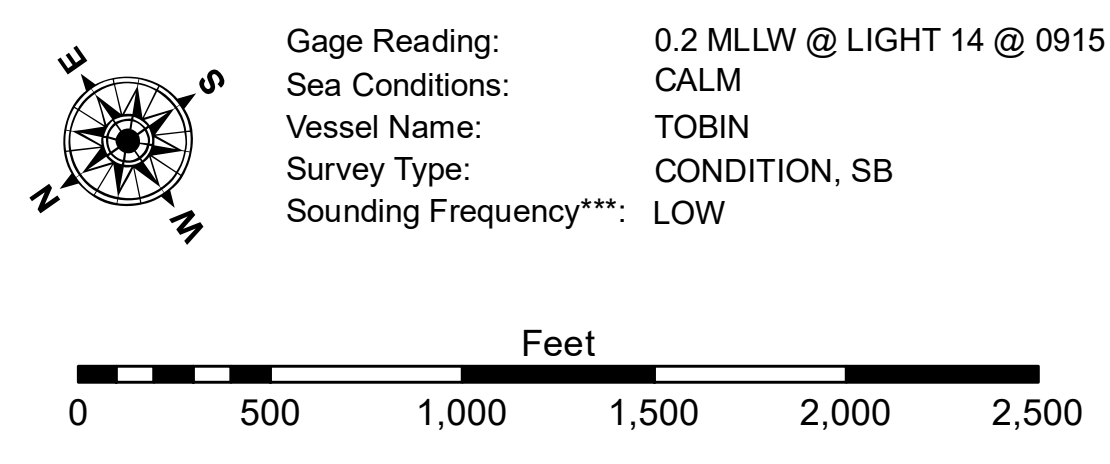 E
S
N
W
Gage Reading: 0.2 MLLW @ LIGHT 14 @ 0915
Sea Conditions: CALM
Vessel Name: TOBIN
Survey Type: CONDITION, SB
Sounding Frequency***: LOW
Feet
0 500 1,000 1,500 2,000 2,500